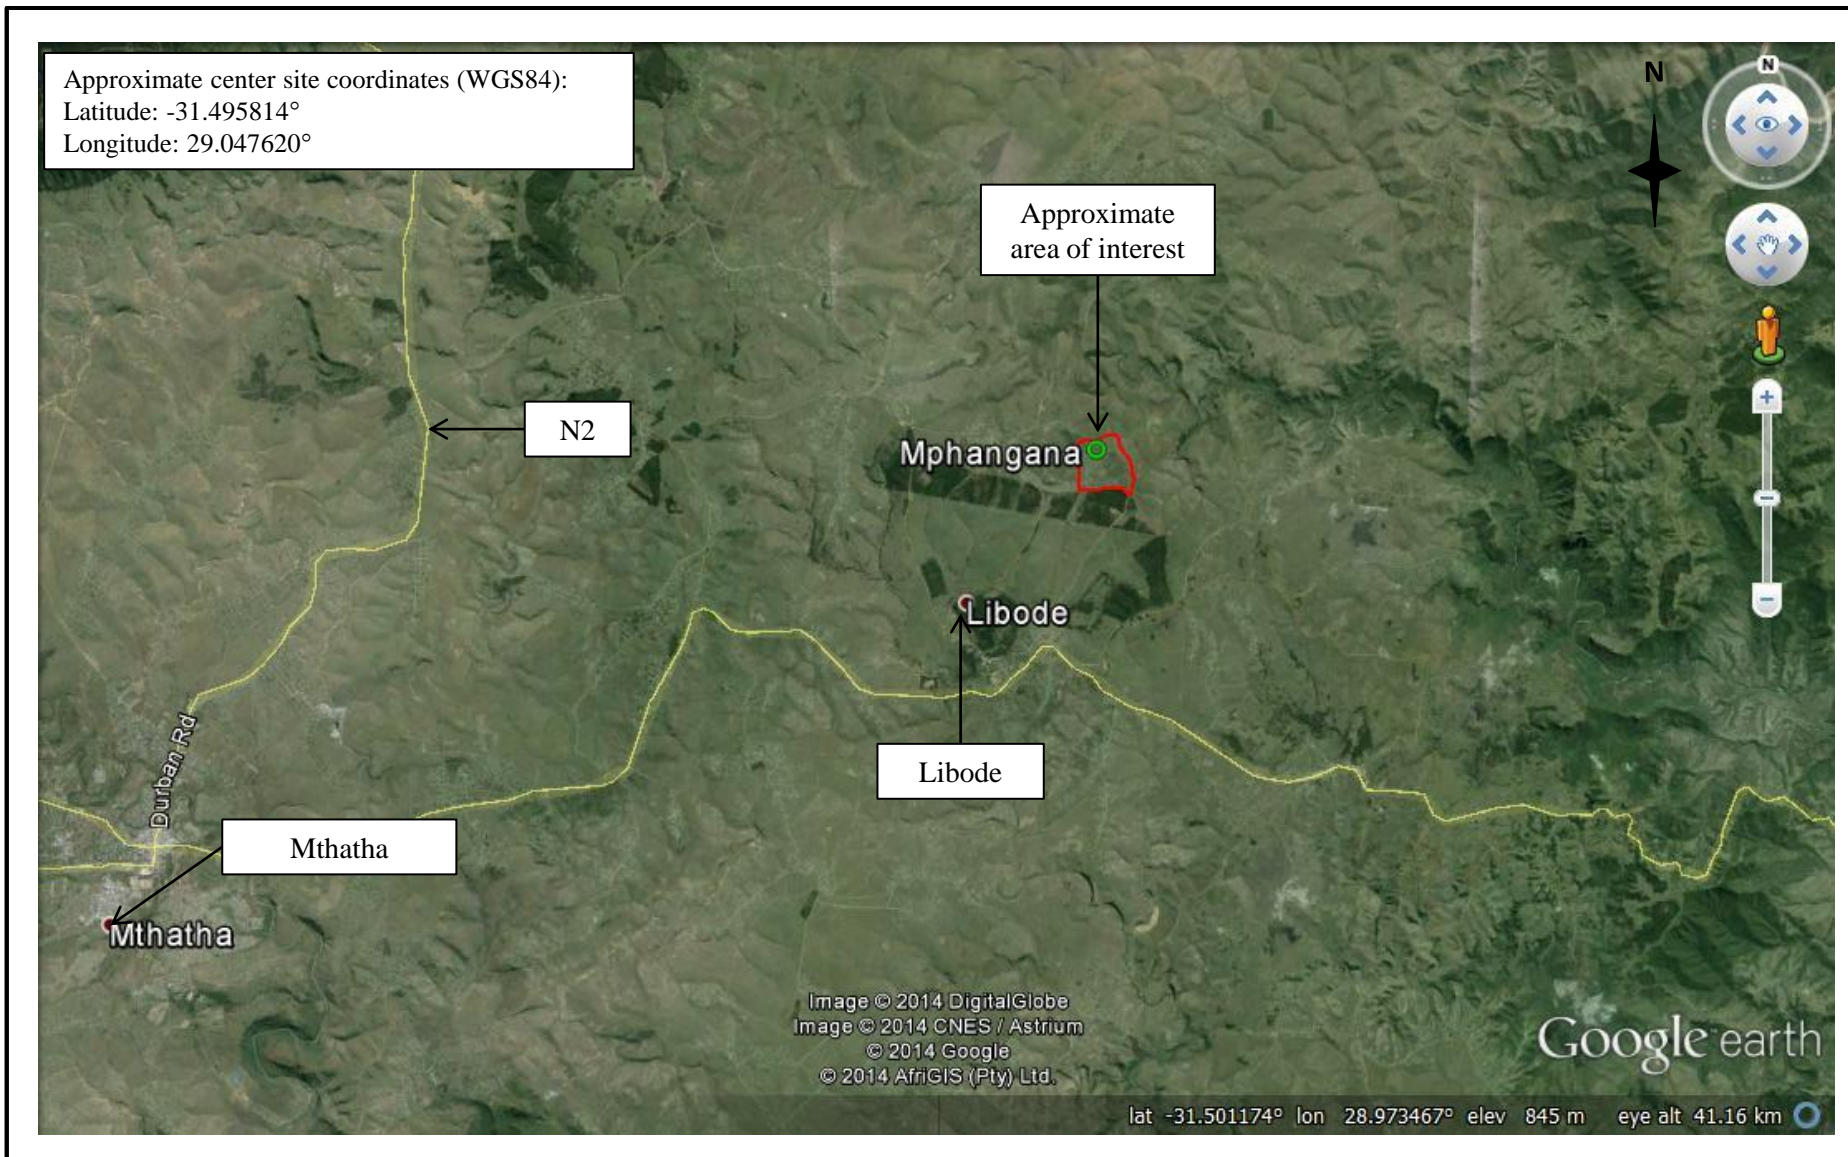 Approximate center site coordinates (WGS84):
Latitude: -31.495814°
Longitude: 29.047620°
N
N
Approximate
area of interest
N2
Mphangana
Libode
Libode
Durban Rd
Mthatha
Mthatha
Image © 2014 DigitalGlobe
Image © 2014 CNES / Astrium
© 2014 Google
© 2014 AfriGIS (Pty) Ltd.
Google earth
lat -31.501174° lon 28.973467° elev 845 m eye alt 41.16 km